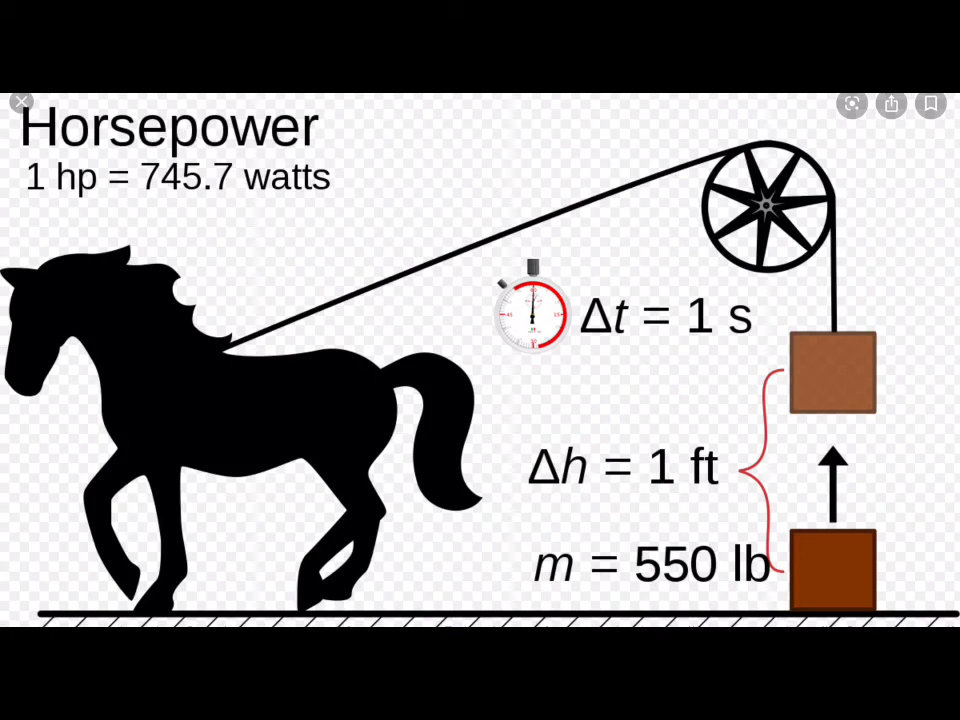 Horsepower
1 hp = 745.7 watts
Δt = 1 s
Δh = 1 ft
m = 550 lb